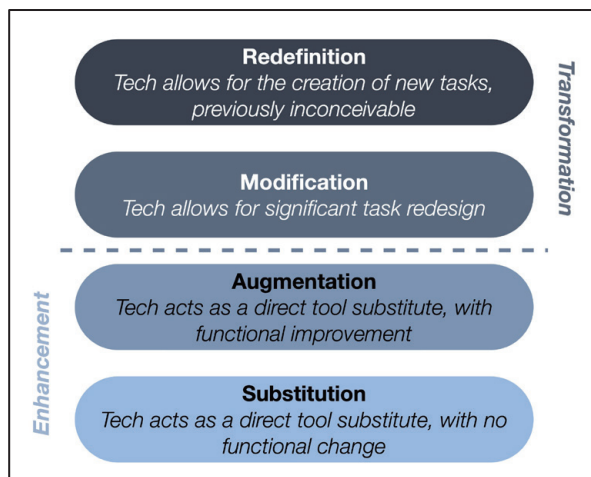 Redefinition
Tech allows for the creation of new tasks,
previously inconceivable
Transformation
Modification
Tech allows for significant task redesign
Augmentation
Tech acts as a direct tool substitute, with
functional improvement
Enhancement
Substitution
Tech acts as a direct tool substitute, with no
functional change